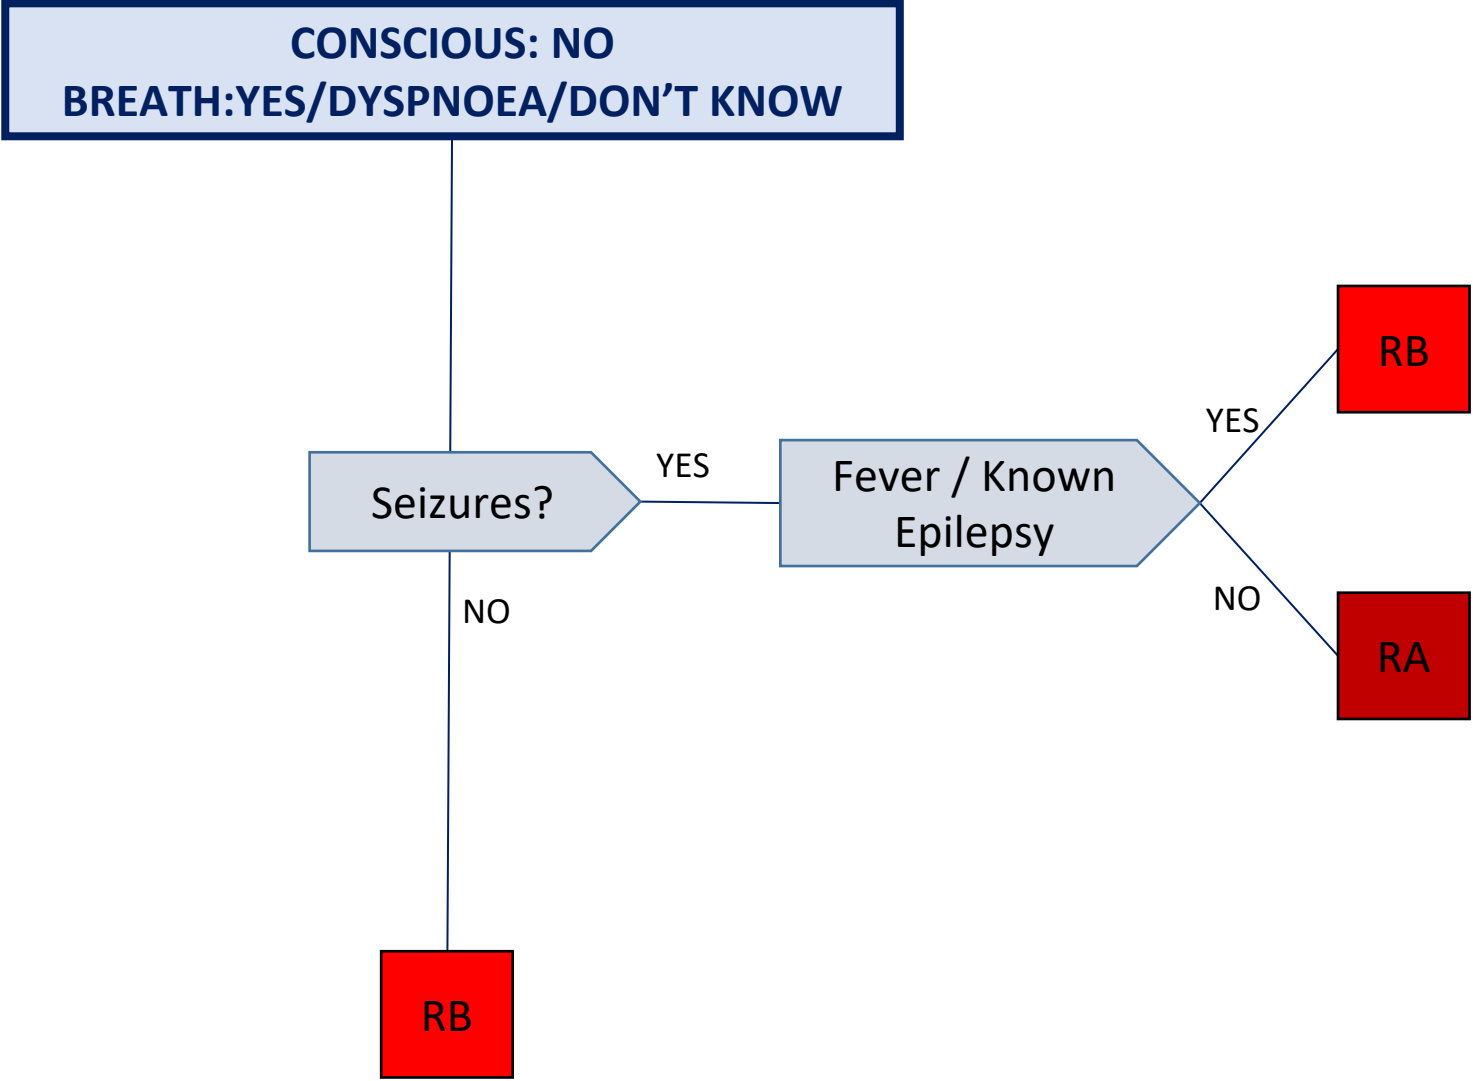 CONSCIOUS: NO
BREATH:YES/DYSPNOEA/DON’T KNOW
Seizures?
YES
Fever / Known
Epilepsy
YES
RB
NO
RA
NO
RB